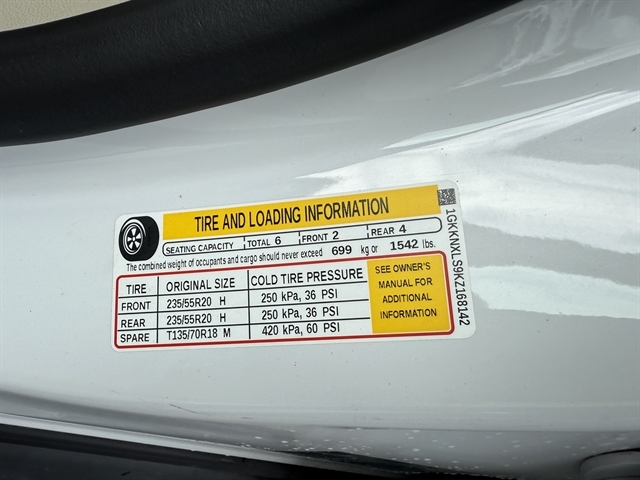 TIRE AND LOADING INFORMATION
SEATING CAPACITY TOTAL 6 FRONT 2 REAR 4
The combined weight of occupants and cargo should never exceed 699 kg or 1542 lbs.
TIRE ORIGINAL SIZE COLD TIRE PRESSURE
FRONT 235/55R20 H 250 kPa, 36 PSI
REAR 235/55R20 H 250 kPa, 36 PSI
SPARE T135/70R18 M 420 kPa, 60 PSI
SEE OWNER'S
MANUAL FOR
ADDITIONAL
INFORMATION
1GKKNXLS9KZ168142